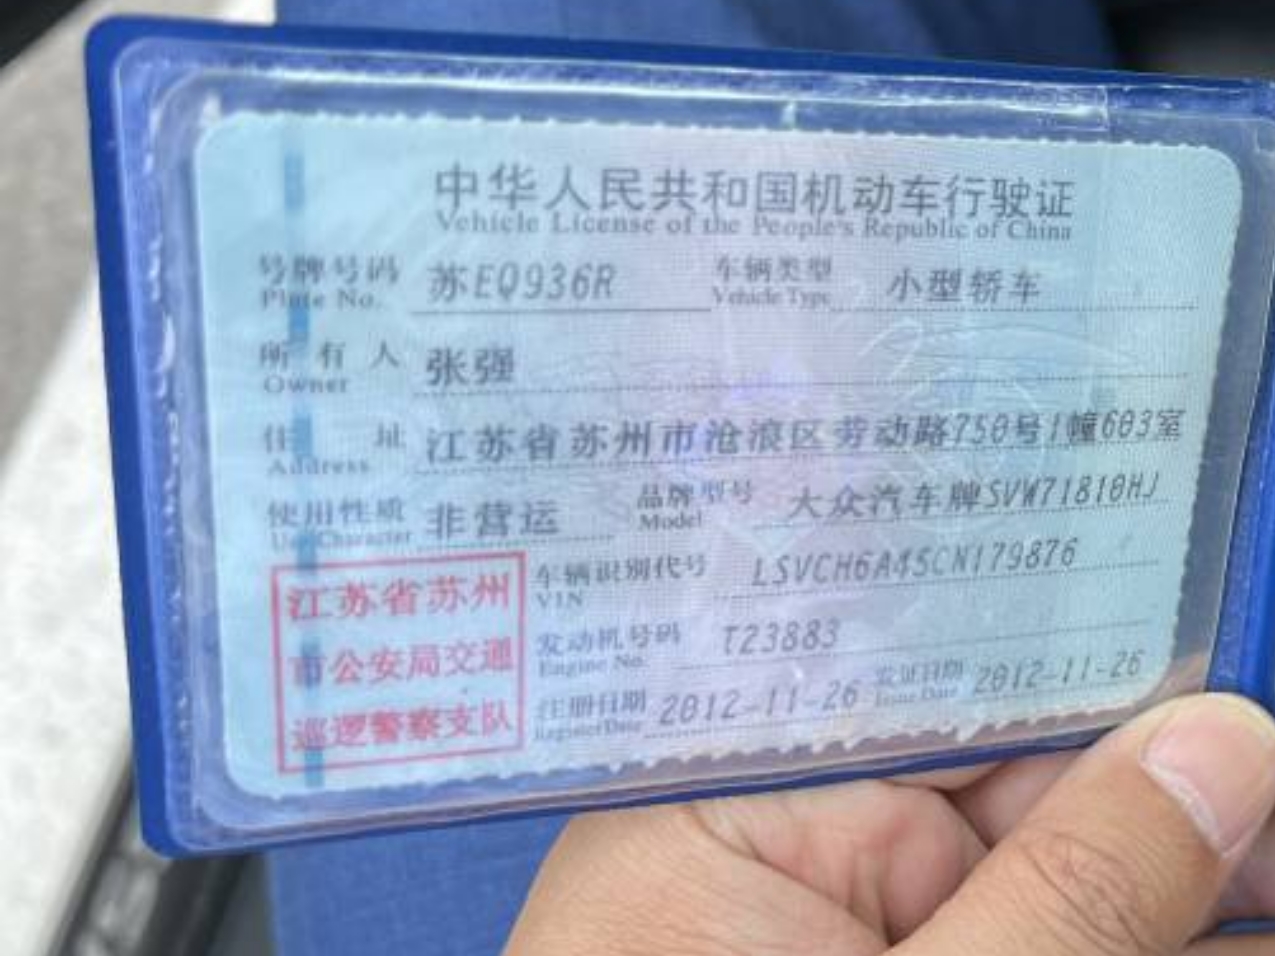 中华人民共和国机动车行驶证
Vehicle License of the People's Republic of China
号牌号码 苏EQ936R 车辆类型 小型轿车
Plate No. Vehicle Type
所有人 张强
Owner
住址 江苏省苏州市沧浪区劳动路750号1幢603室
Address
使用性质 非营运 品牌型号 大众汽车牌SVW71810HJ
Use Character Model
车辆识别代号 LSVCH6A45CN179876
VIN
发动机号码 T23883
Engine No.
注册日期 2012-11-26 发证日期 2012-11-26
Register Date Issue Date
江苏省苏州
市公安局交通
巡逻警察支队